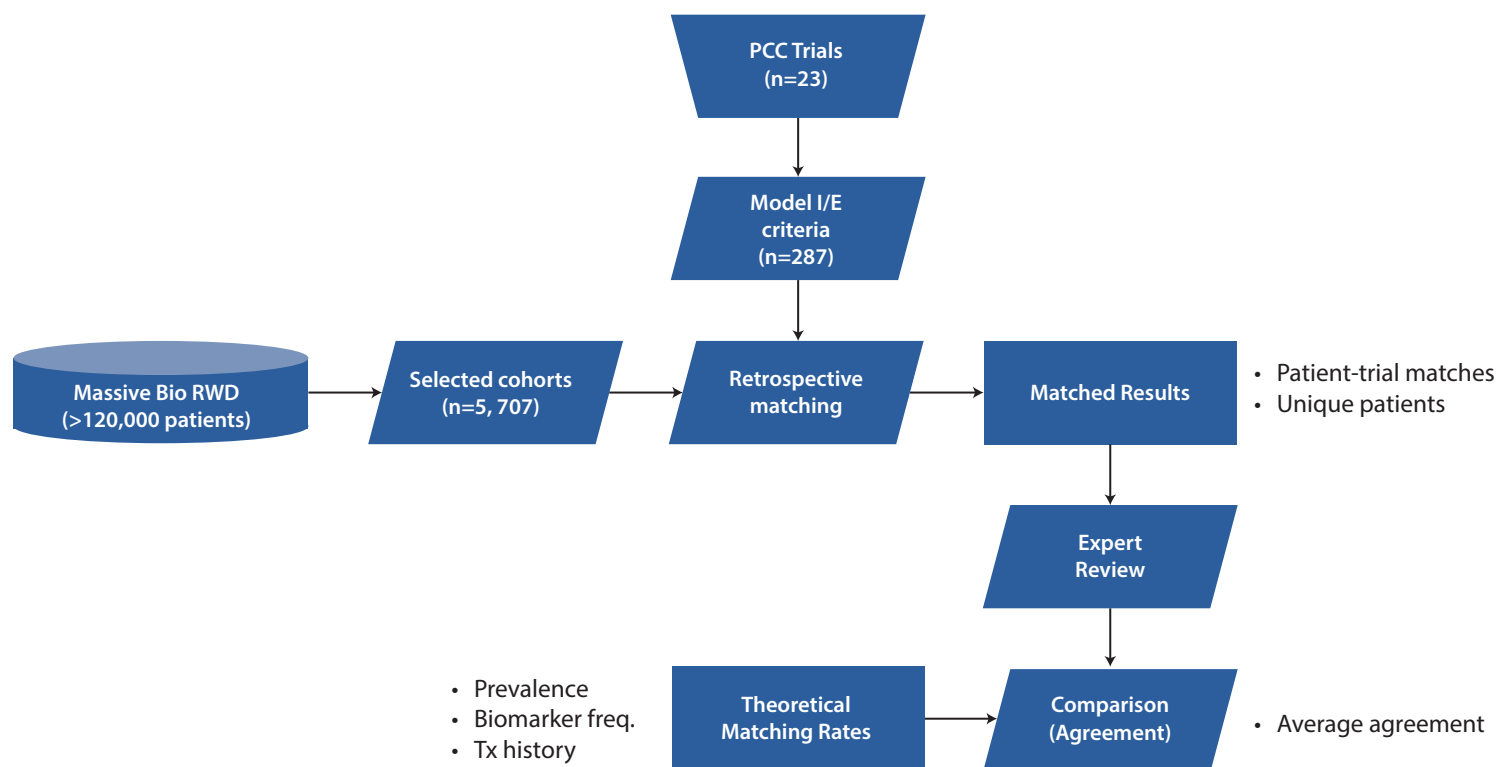 PCC Trials
(n=23)
Model I/E
criteria
(n=287)
Massive Bio RWD
(>120,000 patients)
Selected cohorts
(n=5, 707)
Retrospective
matching
Matched Results
• Patient-trial matches
• Unique patients
Expert
Review
• Prevalence
• Biomarker freq.
• Tx history
Theoretical
Matching Rates
Comparison
(Agreement)
• Average agreement